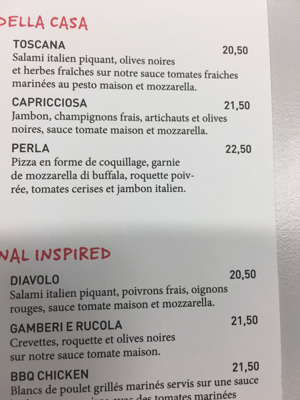 DELLA CASA
TOSCANA 20,50
Salami italien piquant, olives noires
et herbes fraîches sur notre sauce tomates fraiches
marinées au pesto maison et mozzarella.
CAPRICCIOSA 21,50
Jambon, champignons frais, artichauts et olives
noires, sauce tomate maison et mozzarella.
PERLA 22,50
Pizza en forme de coquillage, garnie
de mozzarella di buffala, roquette poiv-
rée, tomates cerises et jambon italien.
NAL INSPIRED
DIAVOLO 20,50
Salami italien piquant, poivrons frais, oignons
rouges, sauce tomate maison et mozzarella.
GAMBERI E RUCOLA 21,50
Crevettes, roquette et olives noires
sur notre sauce tomate maison.
BBQ CHICKEN 21,50
Blancs de poulet grillés marinés servis sur une sauce
avec des tomates marinées